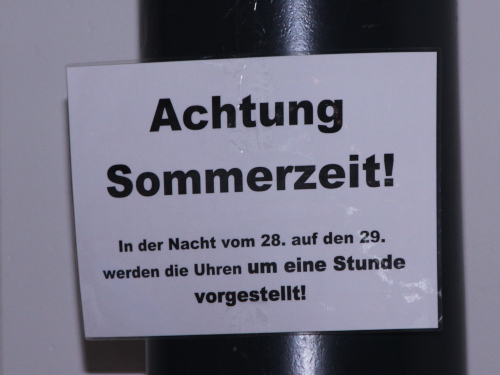 Achtung
Sommerzeit!
In der Nacht vom 28. auf den 29.
werden die Uhren um eine Stunde
vorgestellt!